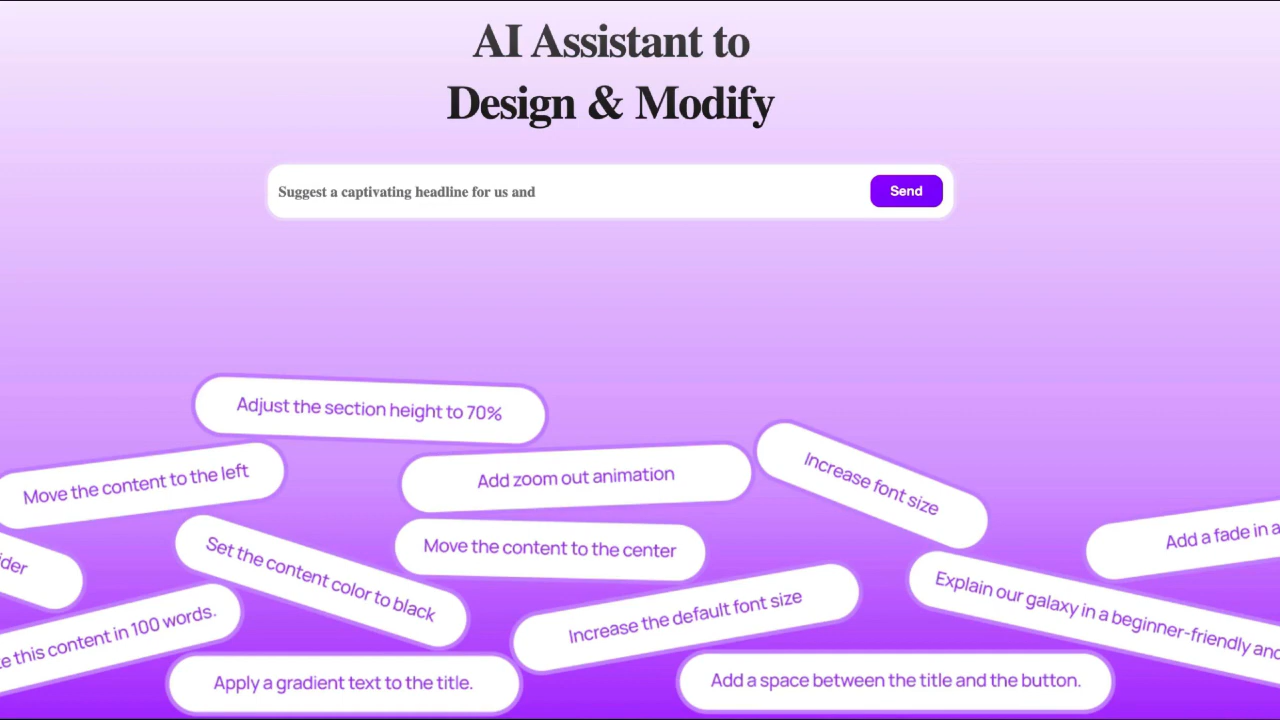 AI Assistant to
Design & Modify
Suggest a captivating headline for us and
Send
Adjust the section height to 70%
Move the content to the left
Add zoom out animation
Increase font size
Add a fade in a
Set the content color to black
Move the content to the center
Explain our galaxy in a beginner-friendly and
this content in 100 words.
Increase the default font size
Apply a gradient text to the title.
Add a space between the title and the button.